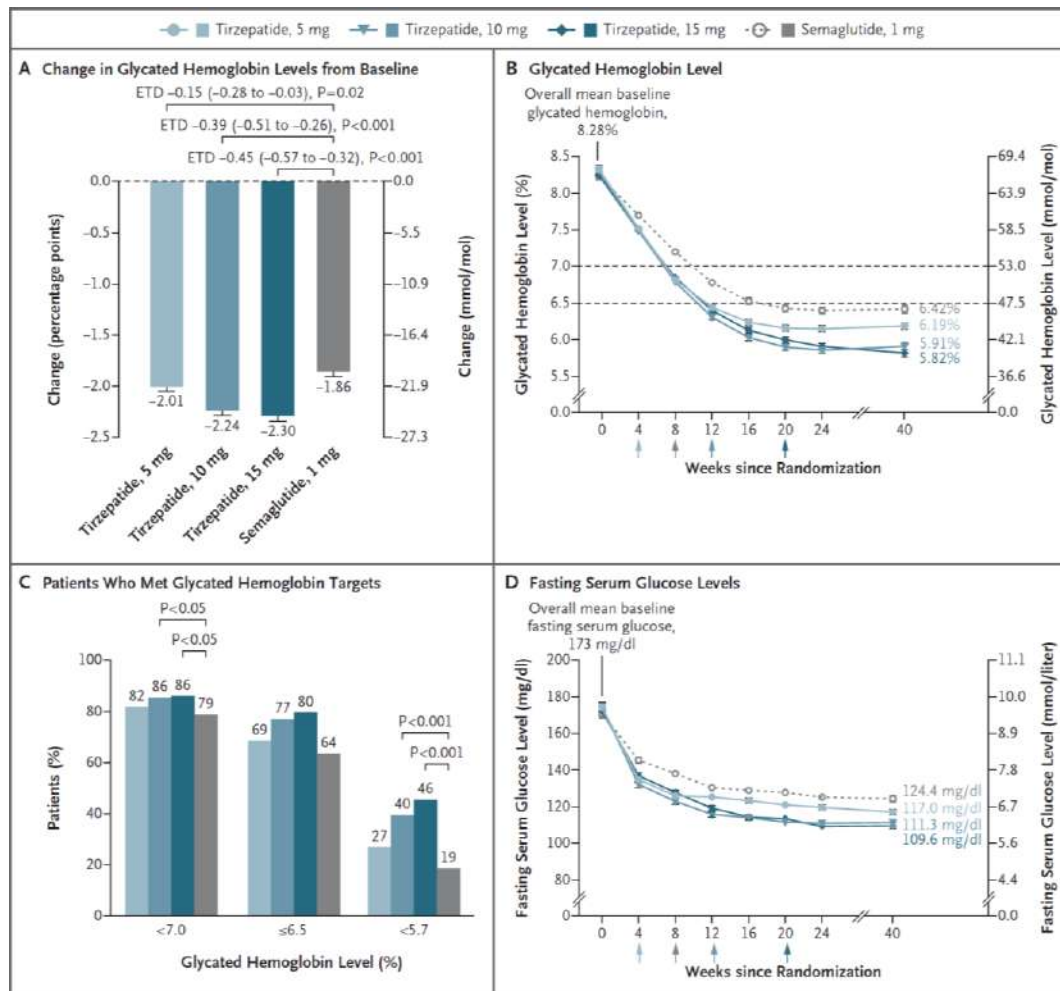 Tirzepatide, 5 mg Tirzepatide, 10 mg Tirzepatide, 15 mg Semaglutide, 1 mg
A Change in Glycated Hemoglobin Levels from Baseline
ETD –0.15 (–0.28 to –0.03), P=0.02
ETD –0.39 (–0.51 to –0.26), P<0.001
ETD –0.45 (–0.57 to –0.32), P<0.001
Change (percentage points)
0.0
–0.5
–1.0
–1.5
–2.0
–2.5
–2.01
–2.24
–2.30
–1.86
0.0
–5.5
–10.9
–16.4
–21.9
–27.3
Change (mmol/mol)
Tirzepatide, 5 mg
Tirzepatide, 10 mg
Tirzepatide, 15 mg
Semaglutide, 1 mg
B Glycated Hemoglobin Level
Overall mean baseline
glycated hemoglobin,
8.28%
Glycated Hemoglobin Level (%)
8.5
8.0
7.5
7.0
6.5
6.0
5.5
0.0
6.42%
6.19%
5.91%
5.82%
69.4
63.9
58.5
53.0
47.5
42.1
36.6
0.0
Glycated Hemoglobin Level (mmol/mol)
0 4 8 12 16 20 24 40
Weeks since Randomization
C Patients Who Met Glycated Hemoglobin Targets
P<0.05
P<0.05
P<0.001
P<0.001
Patients (%)
100
80
60
40
20
0
82 86 86 79
69 77 80 64
27 40 46 19
<7.0 ≤6.5 <5.7
Glycated Hemoglobin Level (%)
D Fasting Serum Glucose Levels
Overall mean baseline
fasting serum glucose,
173 mg/dl
Fasting Serum Glucose Level (mg/dl)
200
180
160
140
120
100
80
0
124.4 mg/dl
117.0 mg/dl
111.3 mg/dl
109.6 mg/dl
11.1
10.0
8.9
7.8
6.7
5.6
4.4
0.0
Fasting Serum Glucose Level (mmol/liter)
0 4 8 12 16 20 24 40
Weeks since Randomization